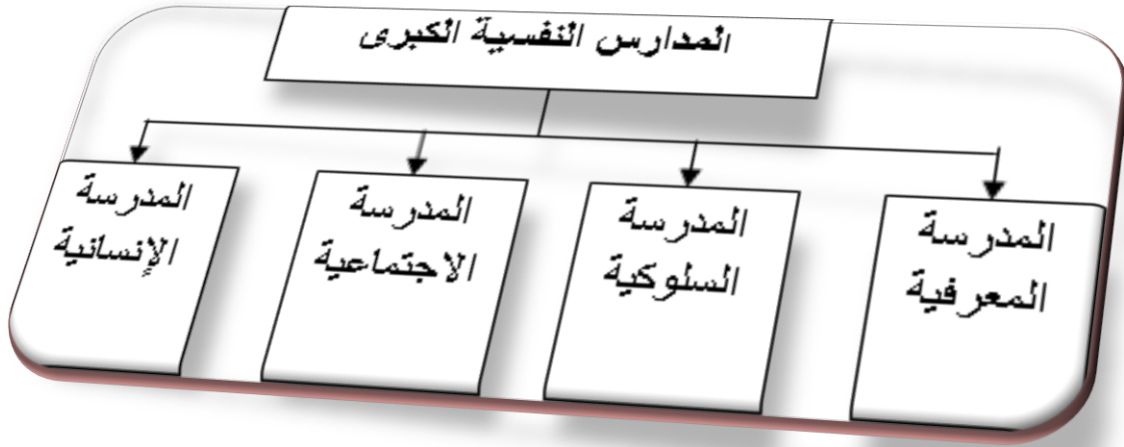 المدارس النفسية الكبرى
المدرسة
المعرفية
المدرسة
السلوكية
المدرسة
الاجتماعية
المدرسة
الإنسانية